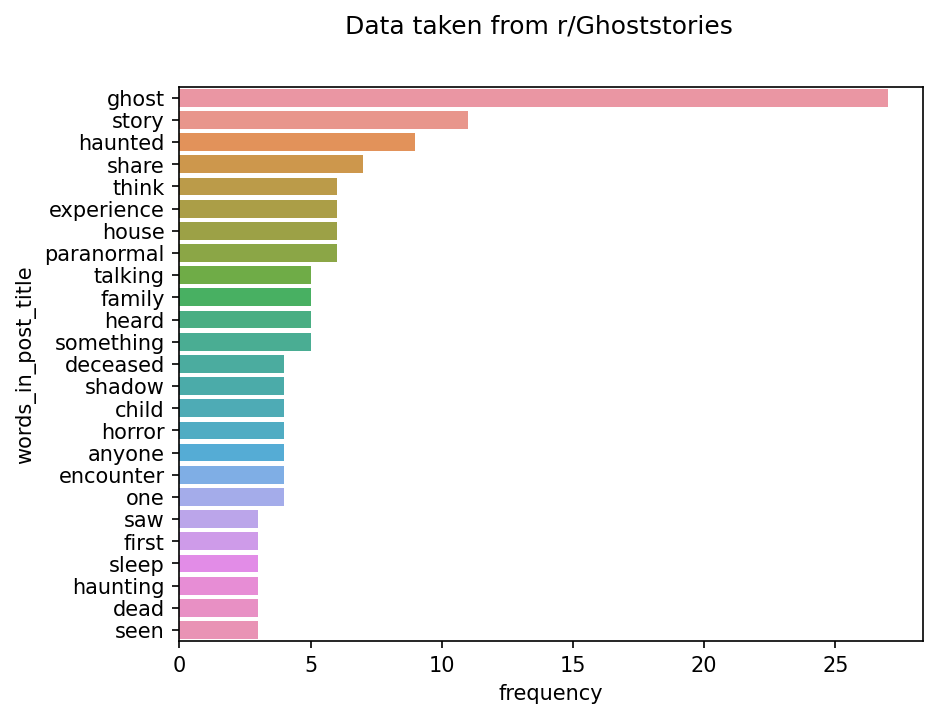 Data taken from r/Ghoststories
words_in_post_title
ghost
story
haunted
share
think
experience
house
paranormal
talking
family
heard
something
deceased
shadow
child
horror
anyone
encounter
one
saw
first
sleep
haunting
dead
seen
0 5 10 15 20 25
frequency